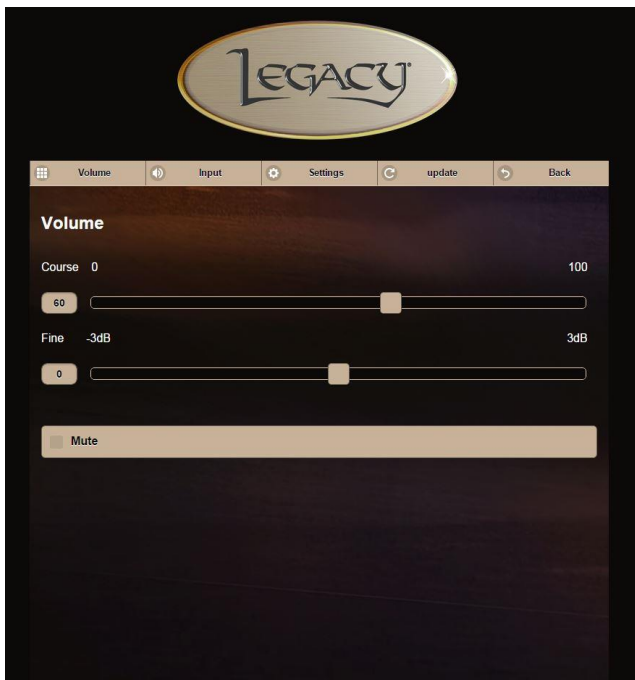 LEGACY
Volume Input Settings update Back
Volume
Course 0 100
60
Fine -3dB 3dB
0
Mute